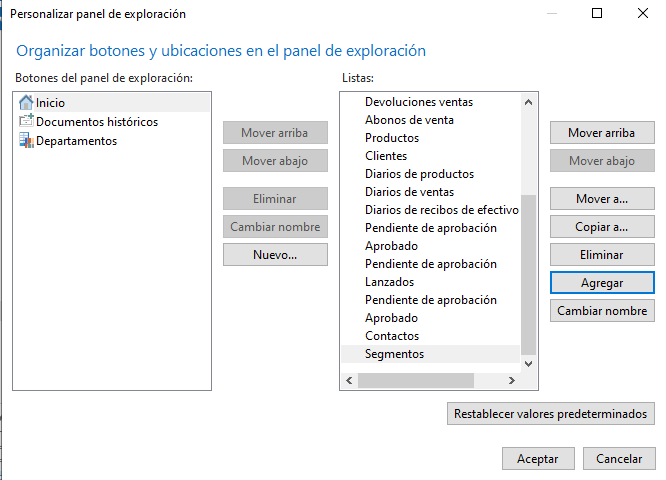 Personalizar panel de exploración
Organizar botones y ubicaciones en el panel de exploración
Botones del panel de exploración:
Inicio
Documentos históricos
Departamentos
Mover arriba
Mover abajo
Eliminar
Cambiar nombre
Nuevo...
Listas:
Devoluciones ventas
Abonos de venta
Productos
Clientes
Diarios de productos
Diarios de ventas
Diarios de recibos de efectivo
Pendiente de aprobación
Aprobado
Pendiente de aprobación
Lanzados
Pendiente de aprobación
Aprobado
Contactos
Segmentos
Mover arriba
Mover abajo
Mover a...
Copiar a...
Eliminar
Agregar
Cambiar nombre
Restablecer valores predeterminados
Aceptar
Cancelar